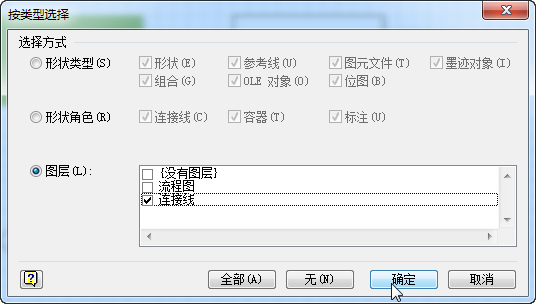 按类型选择
选择方式
形状类型(S)
形状(E)
参考线(U)
图元文件(T)
墨迹对象(I)
组合(G)
OLE 对象(O)
位图(B)
形状角色(R)
连接线(C)
容器(T)
标注(U)
图层(L):
{没有图层}
流程图
连接线
全部(A)
无(N)
确定
取消